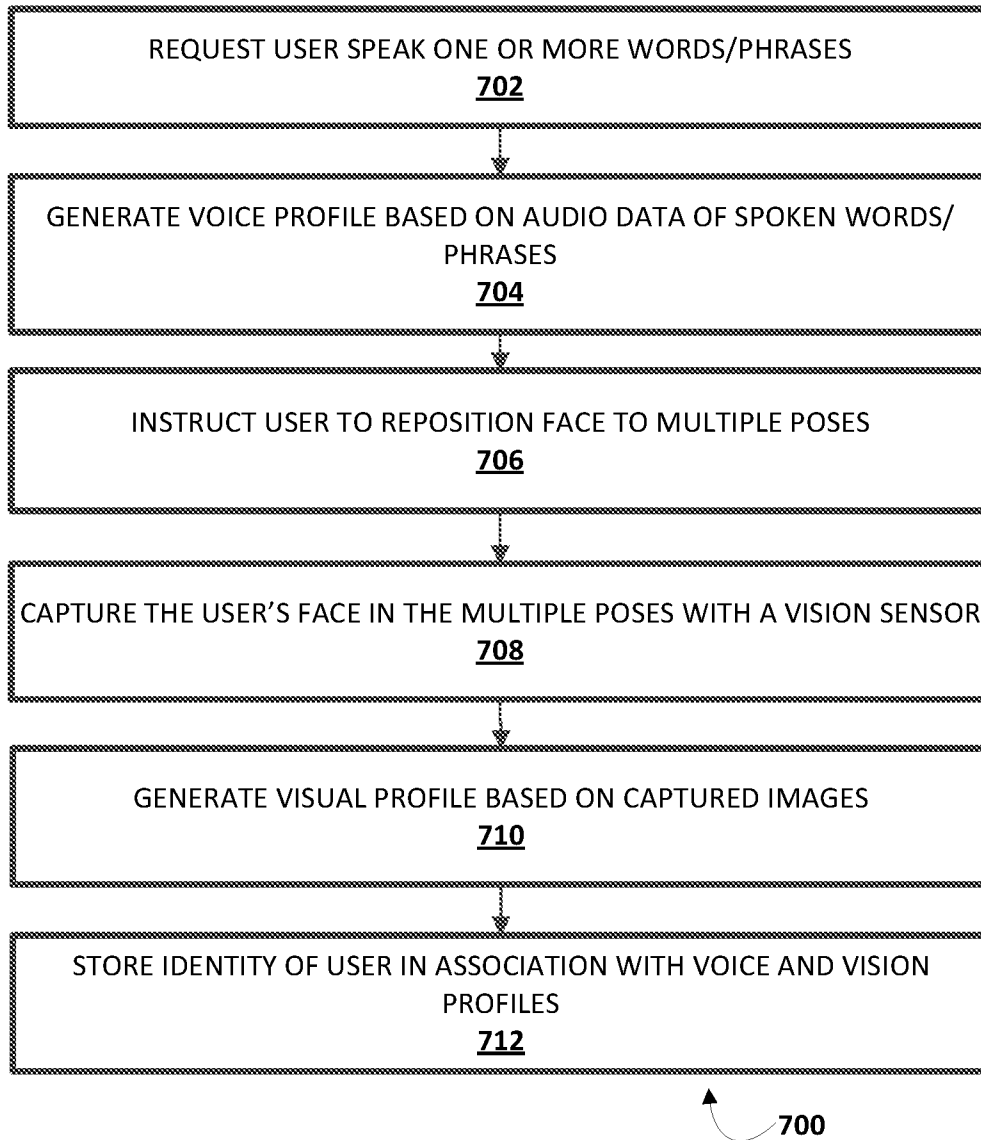 REQUEST USER SPEAK ONE OR MORE WORDS/PHRASES
702
GENERATE VOICE PROFILE BASED ON AUDIO DATA OF SPOKEN WORDS/
PHRASES
704
INSTRUCT USER TO REPOSITION FACE TO MULTIPLE POSES
706
CAPTURE THE USER’S FACE IN THE MULTIPLE POSES WITH A VISION SENSOR
708
GENERATE VISUAL PROFILE BASED ON CAPTURED IMAGES
710
STORE IDENTITY OF USER IN ASSOCIATION WITH VOICE AND VISION
PROFILES
712
700